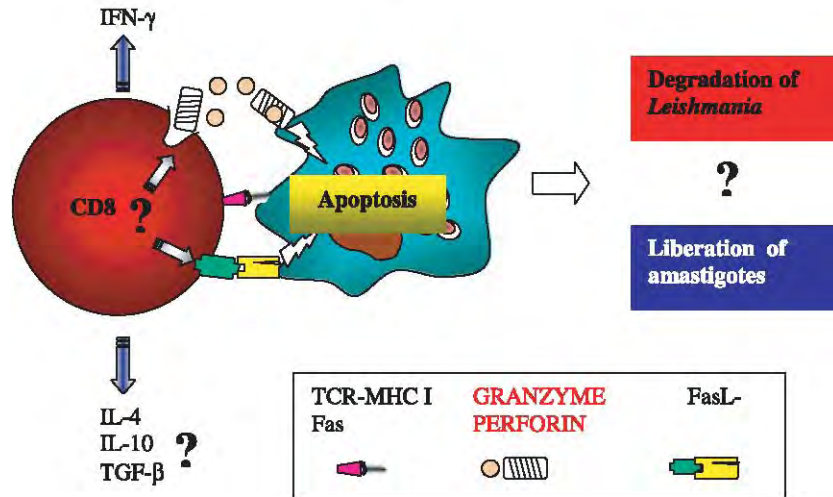 IFN-γ
CD8 ?
Apoptosis
Degradation of
Leishmania
?
Liberation of
amastigotes
IL-4
IL-10 ?
TGF-β
TCR-MHC I GRANZYME FasL-
Fas PERFORIN